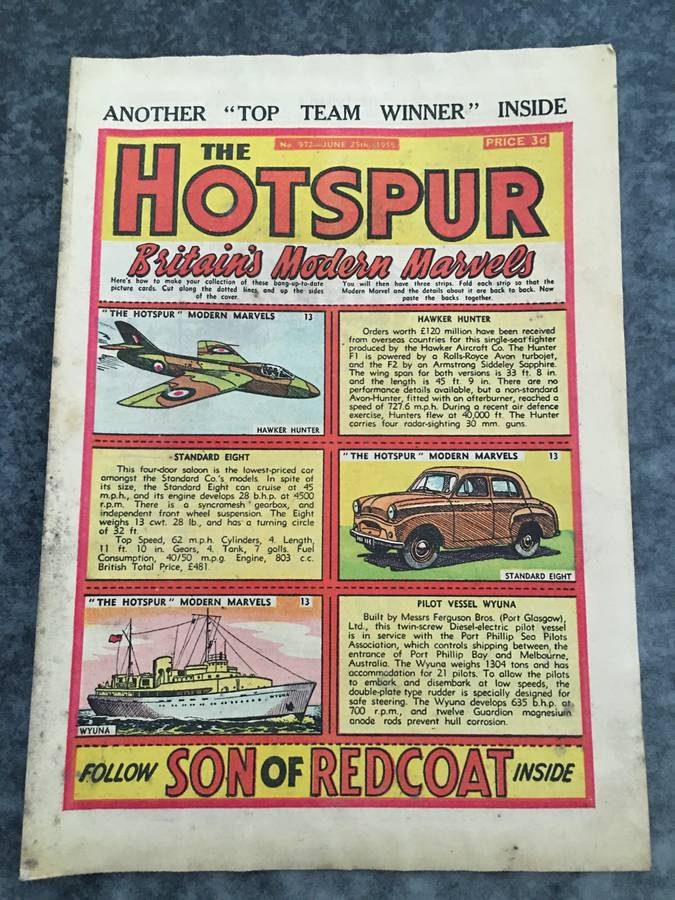 ANOTHER "TOP TEAM WINNER" INSIDE
No. 972—JUNE 25th, 1955
PRICE 3d
THE
HOTSPUR
Britain's Modern Marvels
Here's how to make your collection of these bang-up-to-date
picture cards. Cut along the dotted lines and up the sides
of the cover.
You will then have three strips. Fold each strip so that the
Modern Marvel and the details about it are back to back. Now
paste the backs together.
"THE HOTSPUR" MODERN MARVELS 13
HAWKER HUNTER
HAWKER HUNTER
Orders worth £120 million have been received
from overseas countries for this single-seat fighter
produced by the Hawker Aircraft Co. The Hunter
F1 is powered by a Rolls-Royce Avon turbojet,
and the F2 by an Armstrong Siddeley Sapphire.
The wing span for both versions is 33 ft. 8 in.
and the length is 45 ft. 9 in. There are no
performance details available, but a non-standard
Avon-Hunter, fitted with an afterburner, reached a
speed of 727.6 m.p.h. During a recent air defence
exercise, Hunters flew at 40,000 ft. The Hunter
carries four radar-sighting 30 mm. guns.
STANDARD EIGHT
This four-door saloon is the lowest-priced car
amongst the Standard Co.'s models. In spite of
its size, the Standard Eight can cruise at 45
m.p.h., and its engine develops 28 b.h.p. at 4500
r.p.m. There is a syncromesh gearbox, and
independent front wheel suspension. The Eight
weighs 13 cwt. 28 lb., and has a turning circle
of 32 ft.
Top Speed, 62 m.p.h. Cylinders, 4. Length,
11 ft. 10 in. Gears, 4. Tank, 7 galls. Fuel
Consumption, 40/50 m.p.g. Engine, 803 c.c.
British Total Price, £481.
"THE HOTSPUR" MODERN MARVELS 13
STANDARD EIGHT
"THE HOTSPUR" MODERN MARVELS 13
WYUNA
WYUNA
PILOT VESSEL WYUNA
Built by Messrs Ferguson Bros. (Port Glasgow),
Ltd., this twin-screw Diesel-electric pilot vessel
is in service with the Port Phillip Sea Pilots
Association, which controls shipping between the
entrance of Port Phillip Bay and Melbourne,
Australia. The Wyuna weighs 1304 tons and has
accommodation for 21 pilots. To allow the pilots
to embark and disembark at low speeds, the
double-plate type rudder is specially designed for
safe steering. The Wyuna develops 635 b.h.p. at
700 r.p.m., and twelve Guardion magnesium
anode rods prevent hull corrosion.
FOLLOW SON OF REDCOAT INSIDE